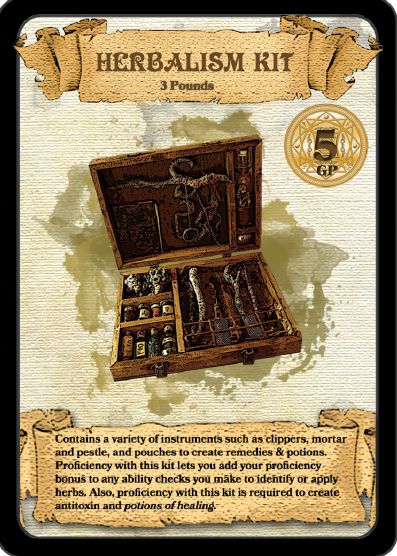 HERBALISM KIT
3 Pounds
5
GP
Contains a variety of instruments such as clippers, mortar
and pestle, and pouches to create remedies & potions.
Proficiency with this kit lets you add your proficiency
bonus to any ability checks you make to identify or apply
herbs. Also, proficiency with this kit is required to create
antitoxin and potions of healing.